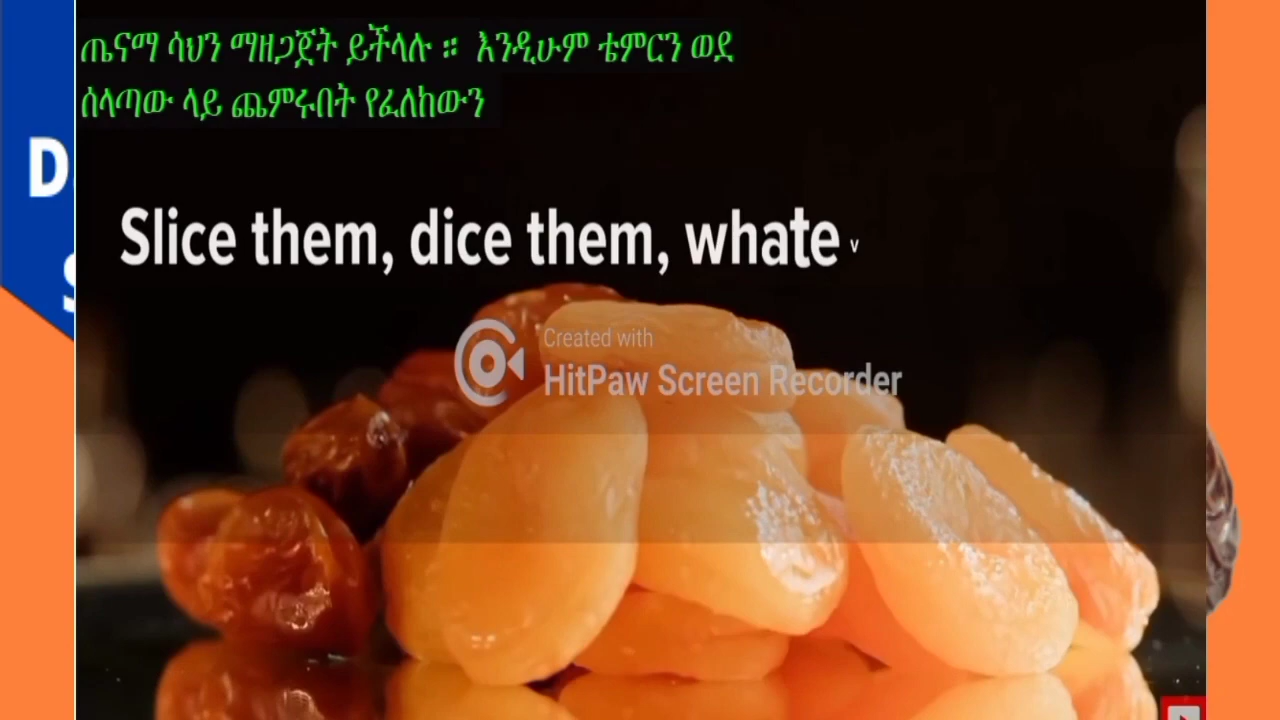 ጤናማ ሳህን ማዘጋጀት ይችላሉ ። እንዲሁም ቴምርን ወደ
ሰላጣው ላይ ጨምሩበት የፈለከውን
Slice them, dice them, whatev
Created with
HitPaw Screen Recorder